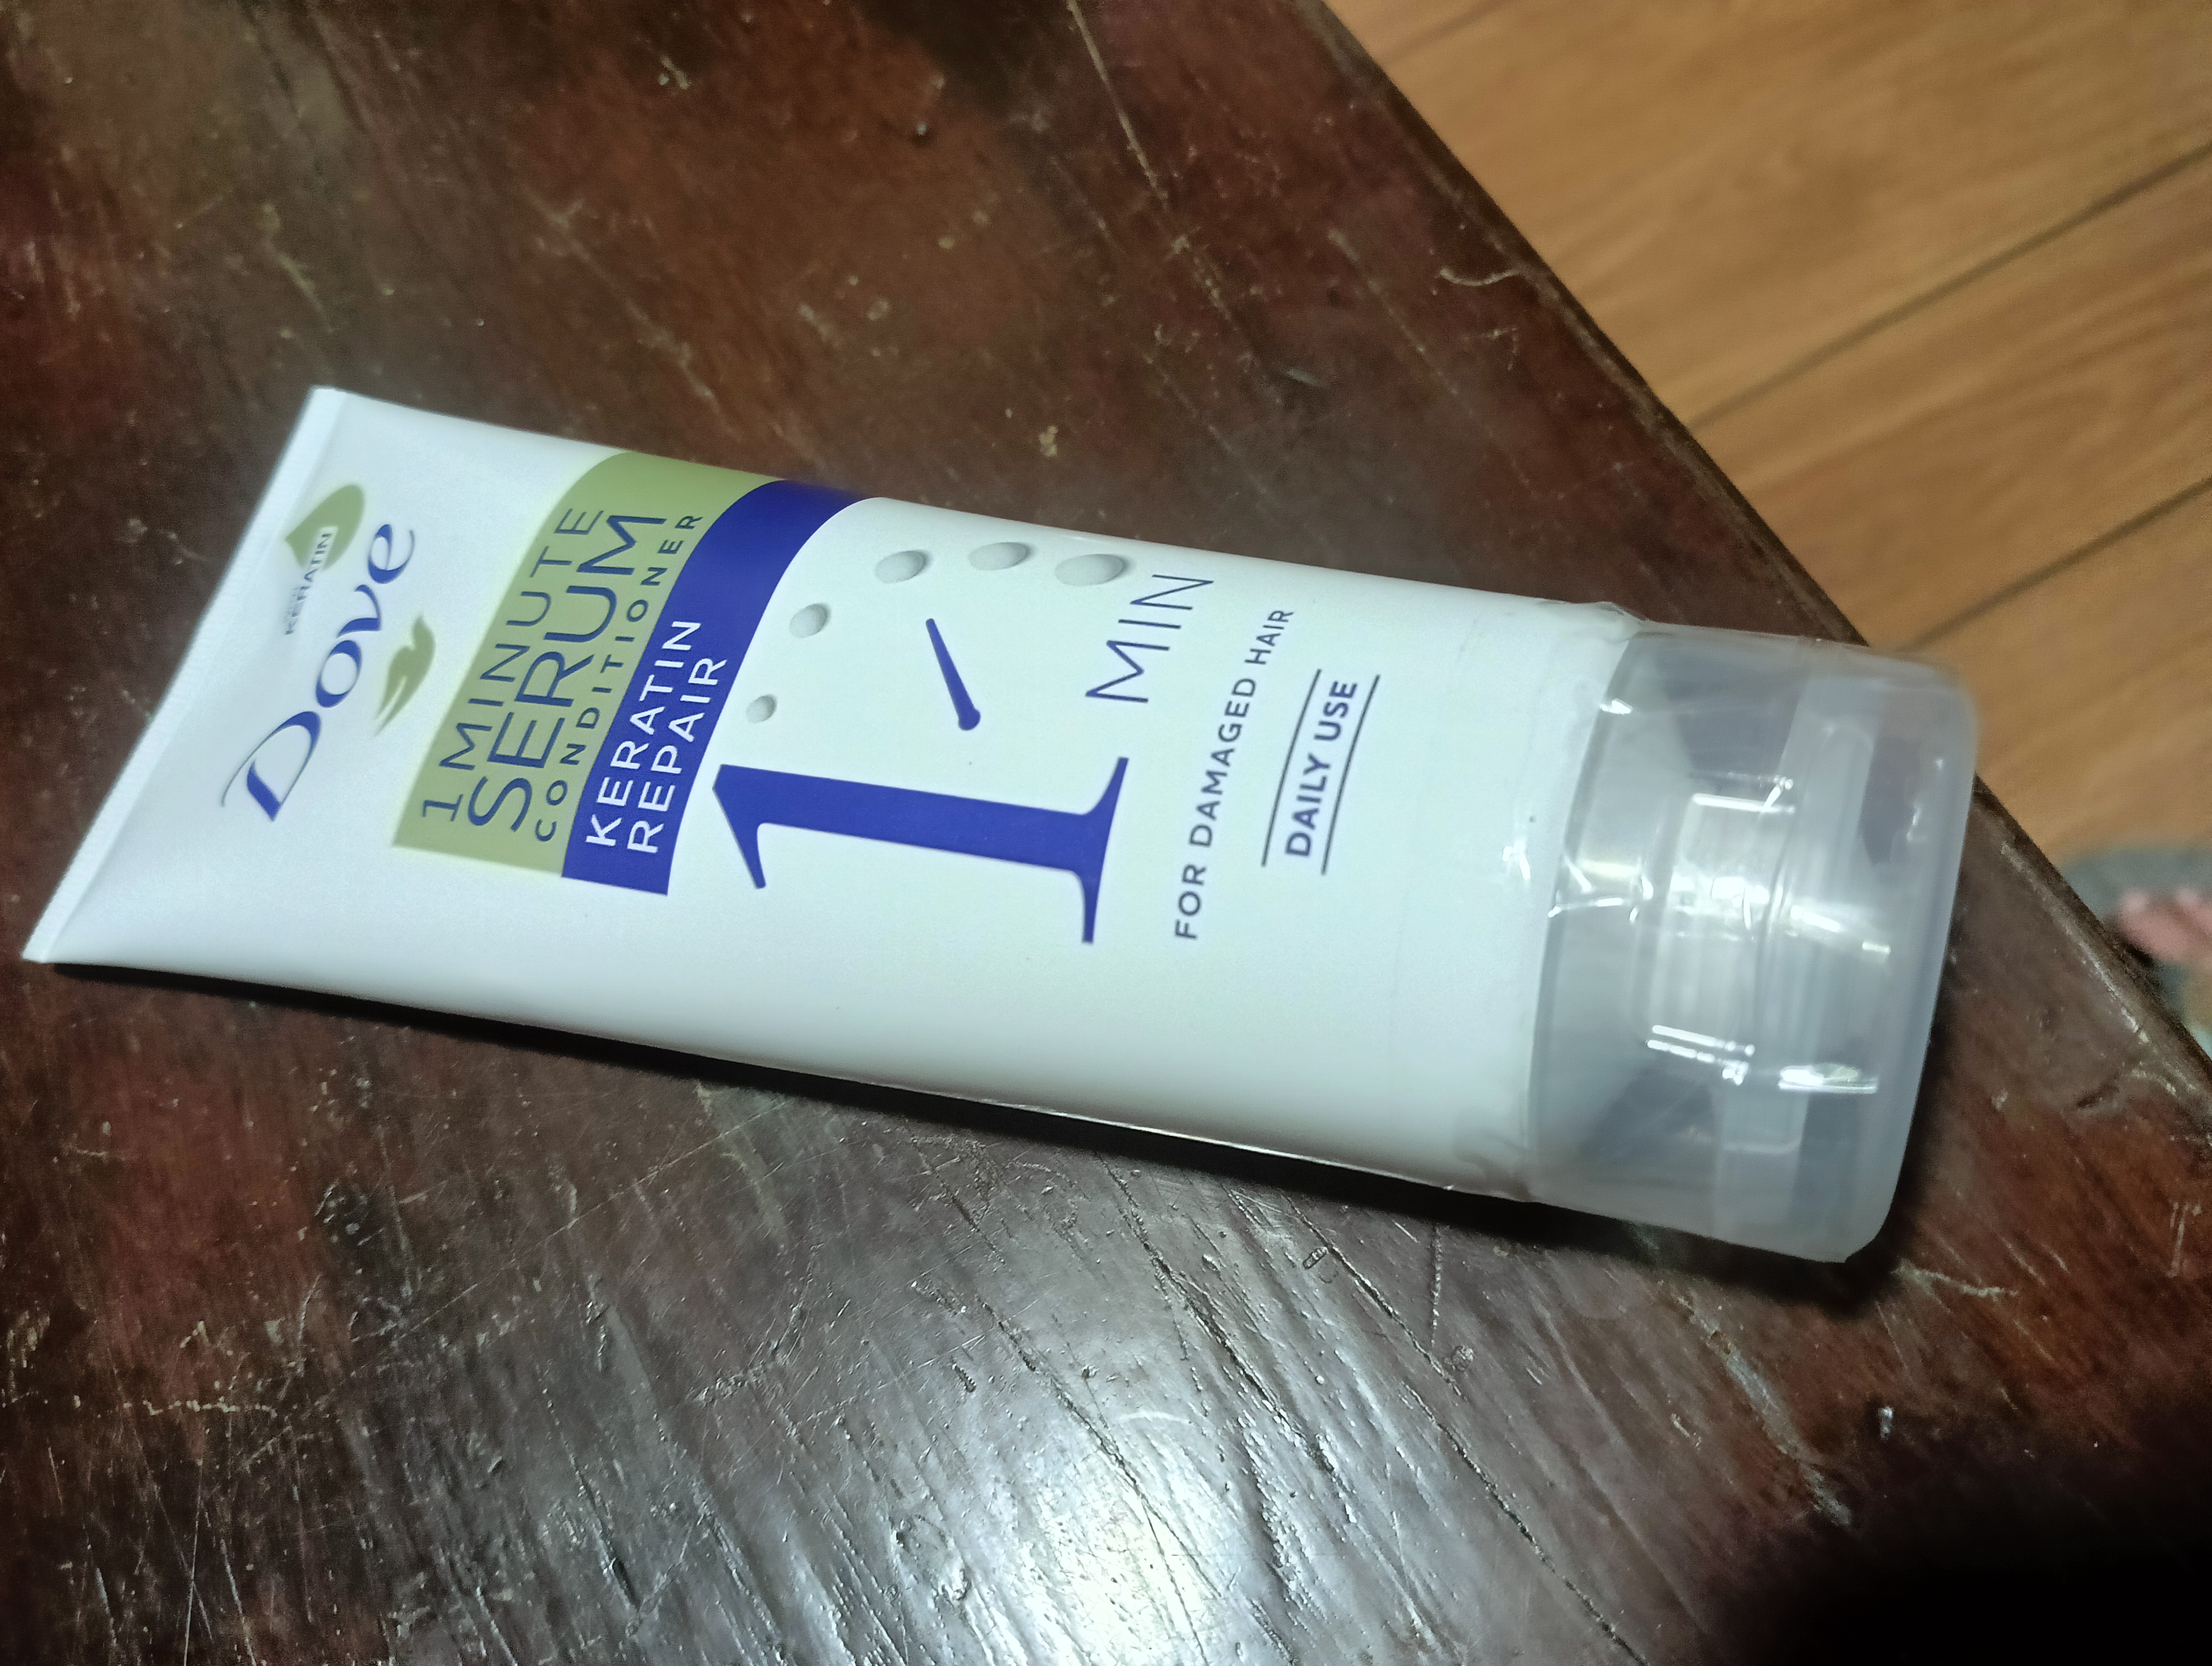 KERATIN
Dove
1 MINUTE
SERUM
CONDITIONER
KERATIN
REPAIR
1 MIN
FOR DAMAGED HAIR
DAILY USE